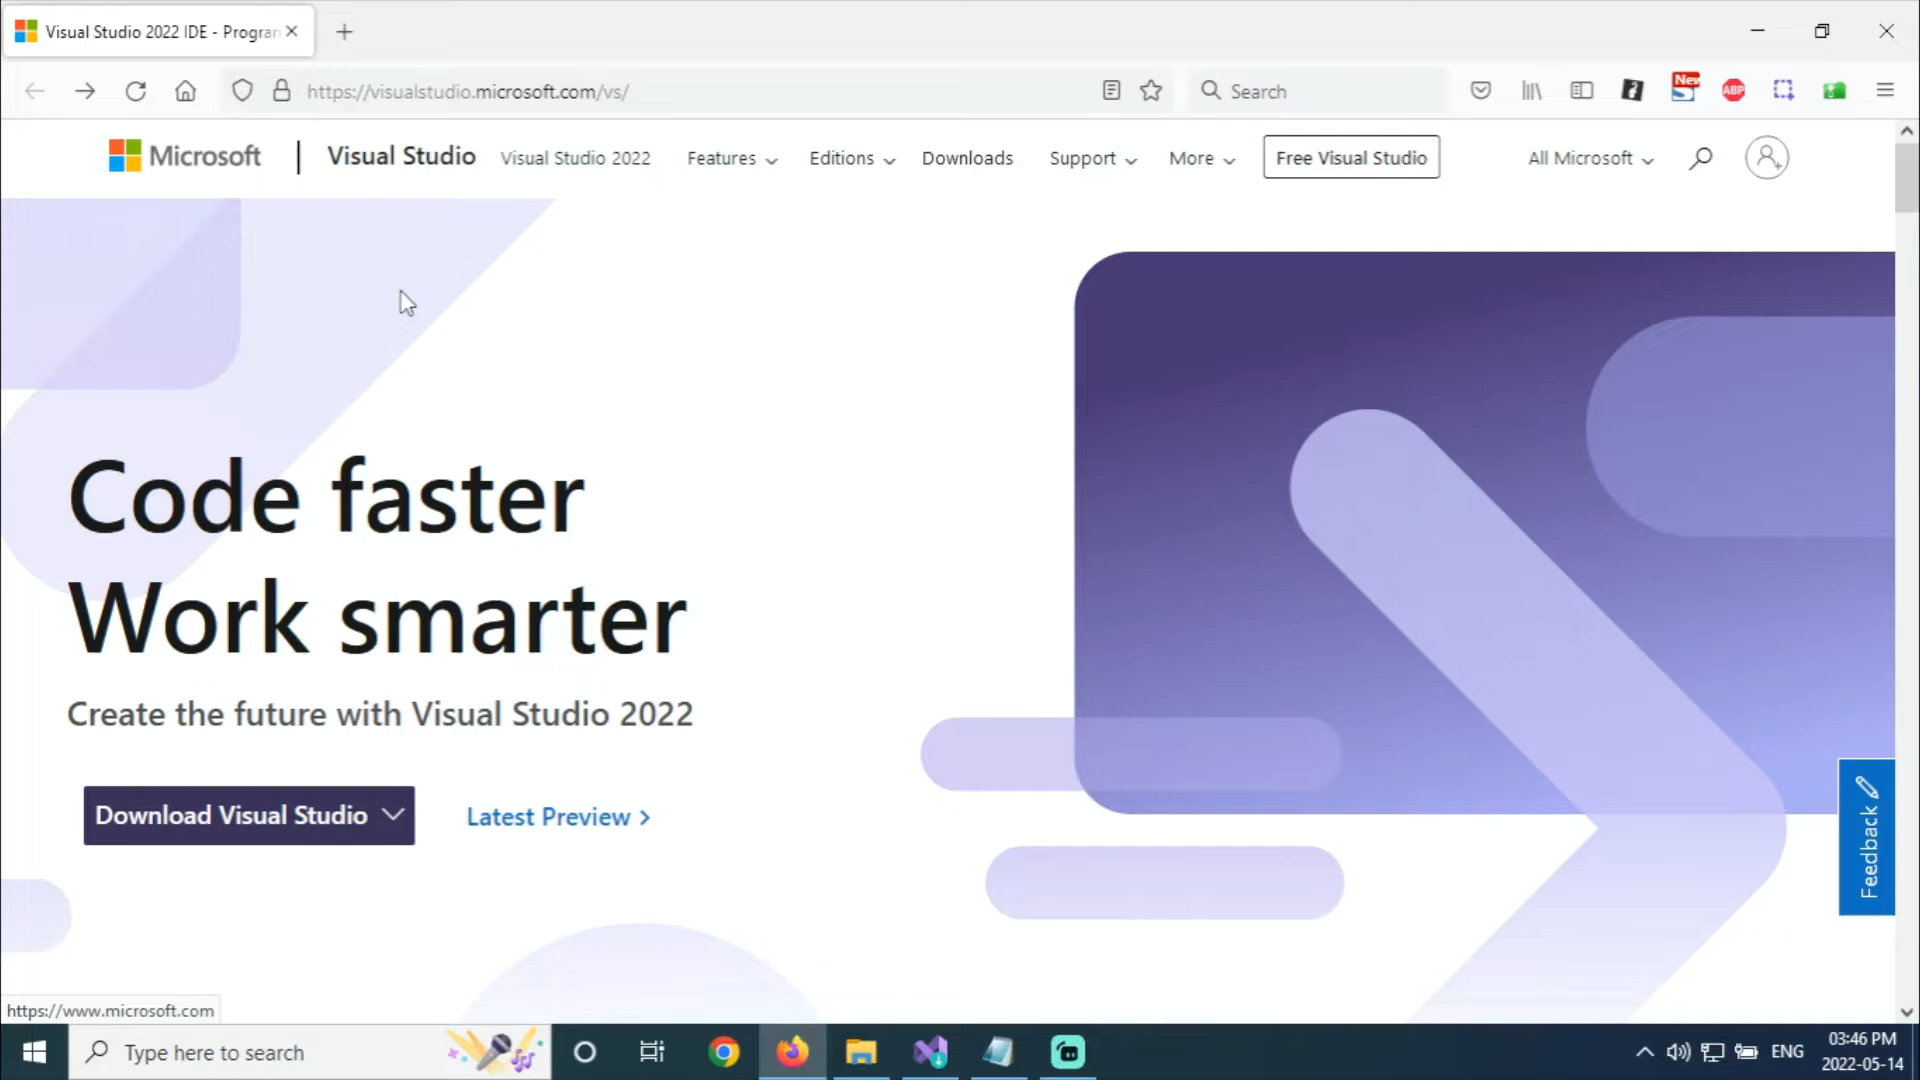 Visual Studio 2022 IDE - Program
https://visualstudio.microsoft.com/vs/
Search
New
ABP
Microsoft
Visual Studio
Visual Studio 2022
Features
Editions
Downloads
Support
More
Free Visual Studio
All Microsoft
Code faster
Work smarter
Create the future with Visual Studio 2022
Download Visual Studio
Latest Preview
Feedback
https://www.microsoft.com
Type here to search
ENG
03:46 PM
2022-05-14